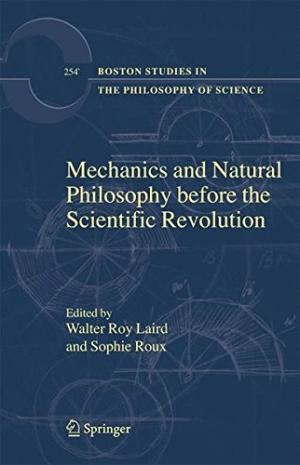 254
BOSTON STUDIES IN
THE PHILOSOPHY OF SCIENCE
Mechanics and Natural
Philosophy before the
Scientific Revolution
Edited by
Walter Roy Laird
and Sophie Roux
Springer